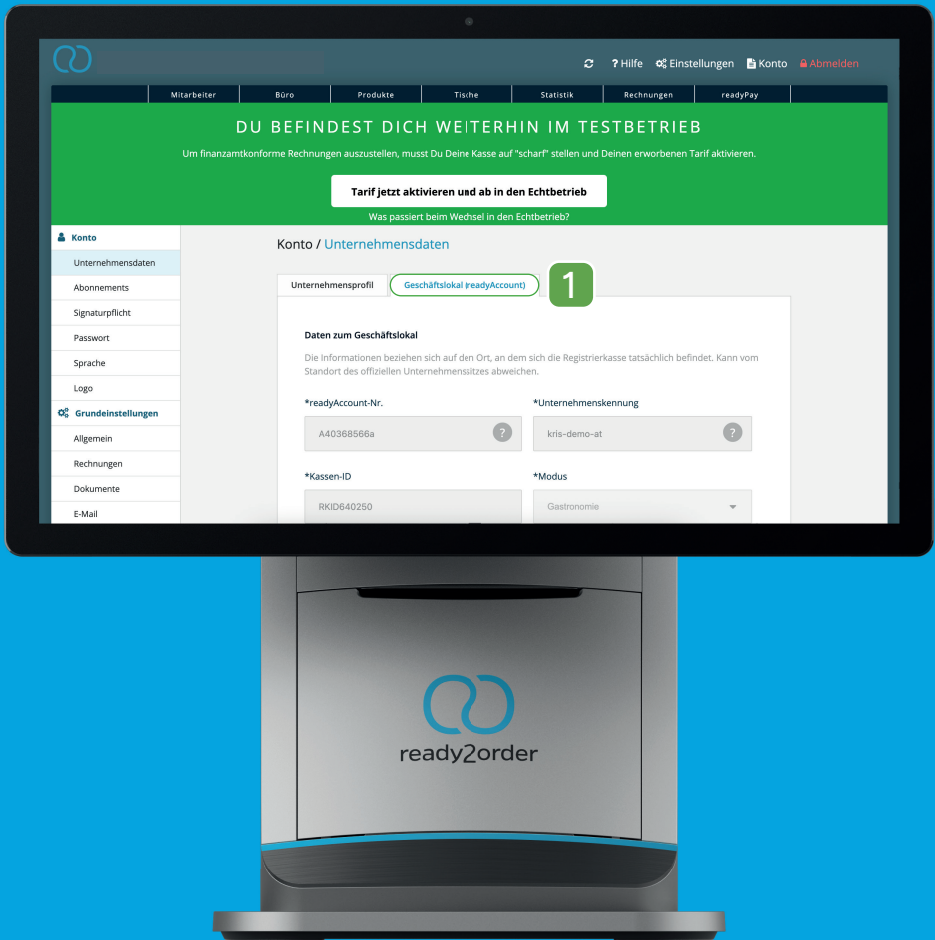 ? Hilfe Einstellungen Konto Abmelden
Mitarbeiter Büro Produkte Tische Statistik Rechnungen readyPay
DU BEFINDEST DICH WEITERHIN IM TESTBETRIEB
Um finanzamtkonforme Rechnungen auszustellen, musst Du Deine Kasse auf "scharf" stellen und Deinen erworbenen Tarif aktivieren.
Tarif jetzt aktivieren und ab in den Echtbetrieb
Was passiert beim Wechsel in den Echtbetrieb?
Konto
Unternehmensdaten
Abonnements
Signaturpflicht
Passwort
Sprache
Logo
Grundeinstellungen
Allgemein
Rechnungen
Dokumente
E-Mail
Konto / Unternehmensdaten
Unternehmensprofil Geschäftslokal (readyAccount) 1
Daten zum Geschäftslokal
Die Informationen beziehen sich auf den Ort, an dem sich die Registrierkasse tatsächlich befindet. Kann vom
Standort des offiziellen Unternehmenssitzes abweichen.
*readyAccount-Nr. *Unternehmenskennung
A40368566a ? kris-demo-at ?
*Kassen-ID *Modus
RKID640250 Gastronomie
ready2order